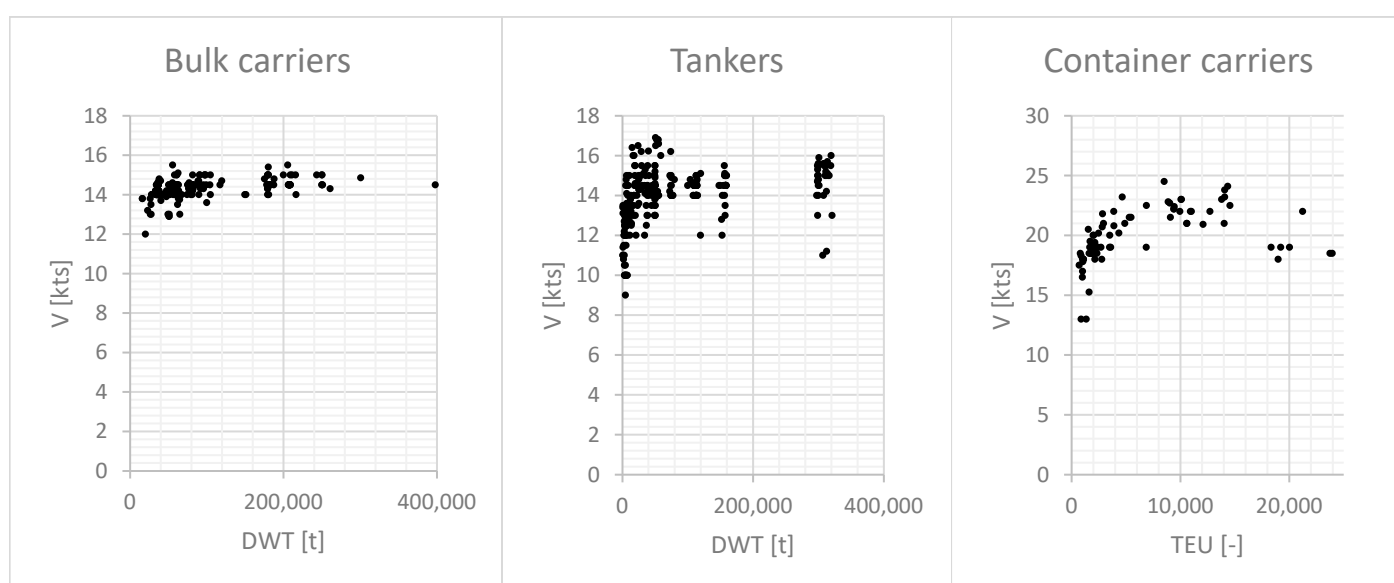 Bulk carriers
18
16
14
12
10
8
6
4
2
0
V [kts]
0 200,000 400,000
DWT [t]
Tankers
18
16
14
12
10
8
6
4
2
0
V [kts]
0 200,000 400,000
DWT [t]
Container carriers
30
25
20
15
10
5
0
V [kts]
0 10,000 20,000
TEU [-]